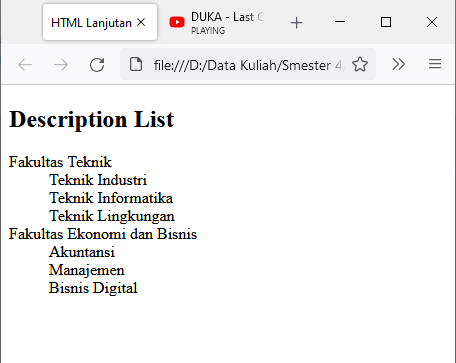 HTML Lanjutan
DUKA - Last C
PLAYING
file:///D:/Data Kuliah/Smester 4
Description List
Fakultas Teknik
Teknik Industri
Teknik Informatika
Teknik Lingkungan
Fakultas Ekonomi dan Bisnis
Akuntansi
Manajemen
Bisnis Digital